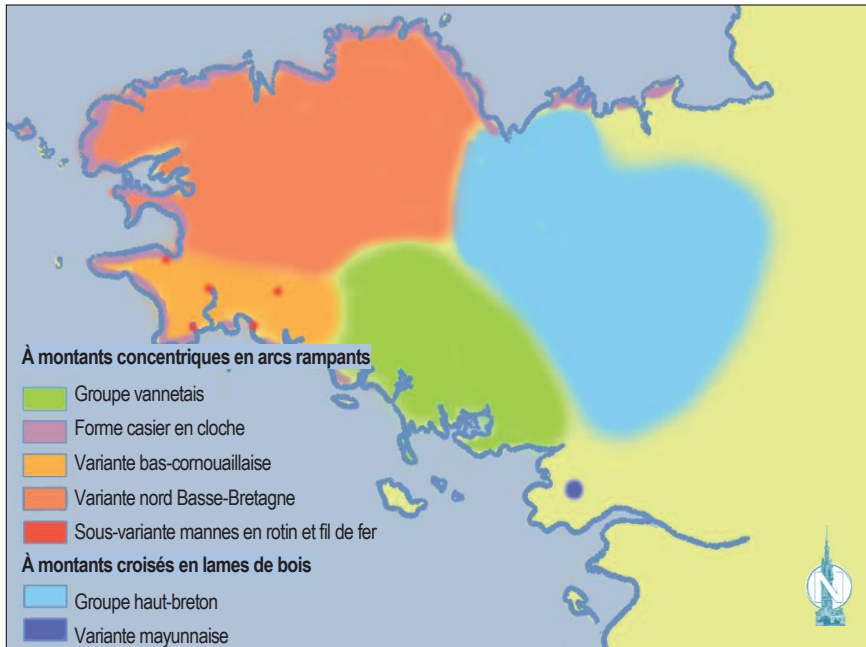 À montants concentriques en arcs rampants
Groupe vannetais
Forme casier en cloche
Variante bas-cornouaillaise
Variante nord Basse-Bretagne
Sous-variante mannes en rotin et fil de fer
À montants croisés en lames de bois
Groupe haut-breton
Variante mayunnaise
N